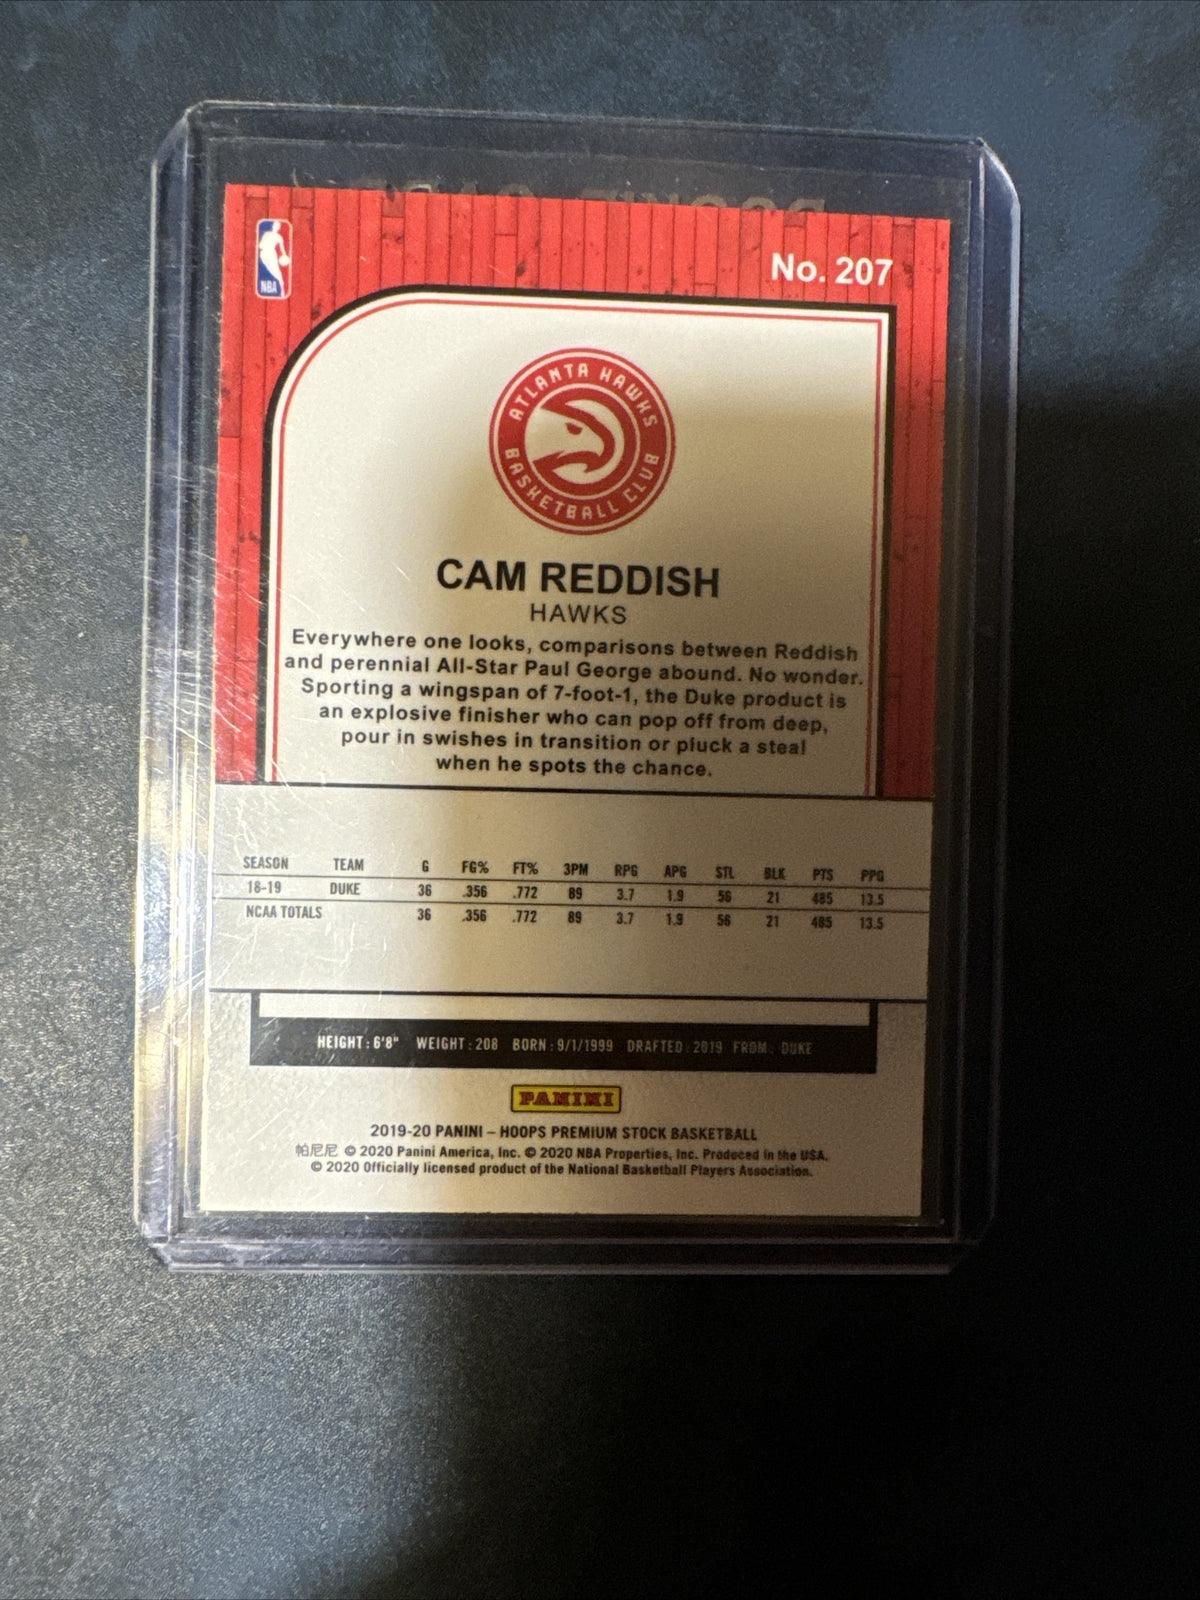 ROOKIE CARD
No. 207
NBA
ATLANTA HAWKS
BASKETBALL CLUB
CAM REDDISH
HAWKS
Everywhere one looks, comparisons between Reddish
and perennial All-Star Paul George abound. No wonder.
Sporting a wingspan of 7-foot-1, the Duke product is
an explosive finisher who can pop off from deep,
pour in swishes in transition or pluck a steal
when he spots the chance.
SEASON TEAM G FG% FT% 3PM RPG APG STL BLK PTS PPG
18-19 DUKE 36 .356 .772 89 3.7 1.9 56 21 485 13.5
NCAA TOTALS 36 .356 .772 89 3.7 1.9 56 21 485 13.5
HEIGHT: 6'8" WEIGHT: 208 BORN: 9/1/1999 DRAFTED: 2019 FROM: DUKE
PANINI
2019-20 PANINI – HOOPS PREMIUM STOCK BASKETBALL
帕尼尼 © 2020 Panini America, Inc. © 2020 NBA Properties, Inc. Produced in the USA.
© 2020 Officially licensed product of the National Basketball Players Association.